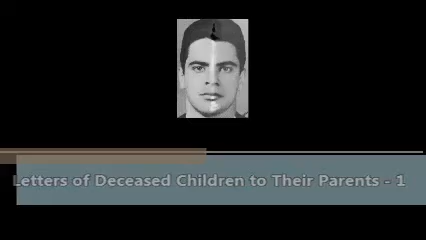 Letters of Deceased Children to Their Parents - 1